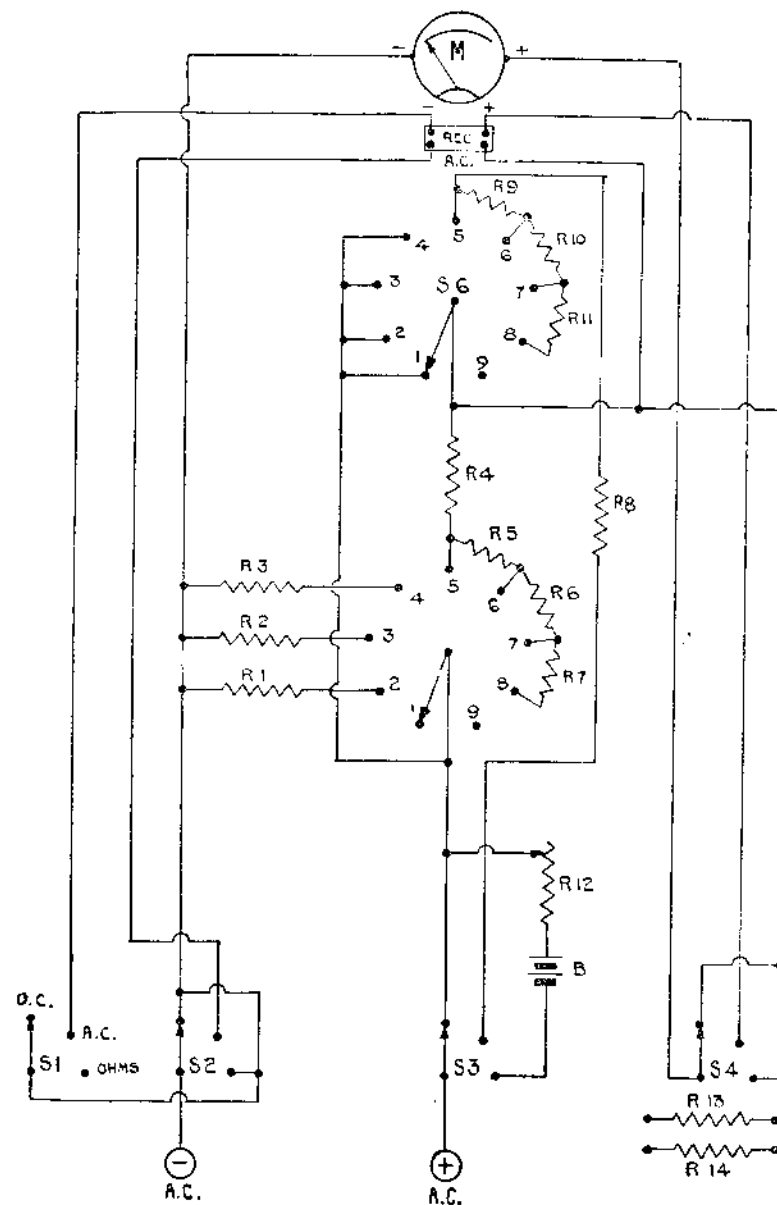 - M +
- +
REC
A.C.
R9
5
4
6
R10
3
S6
7
R11
2
8
1
9
R4
R8
R5
R3
5
4
6
R6
R2
3
7
R1
2
8
R7
1
9
R12
B
D.C.
A.C.
S1
OHMS
S2
S3
S4
R13
R14
-
+
A.C.
A.C.